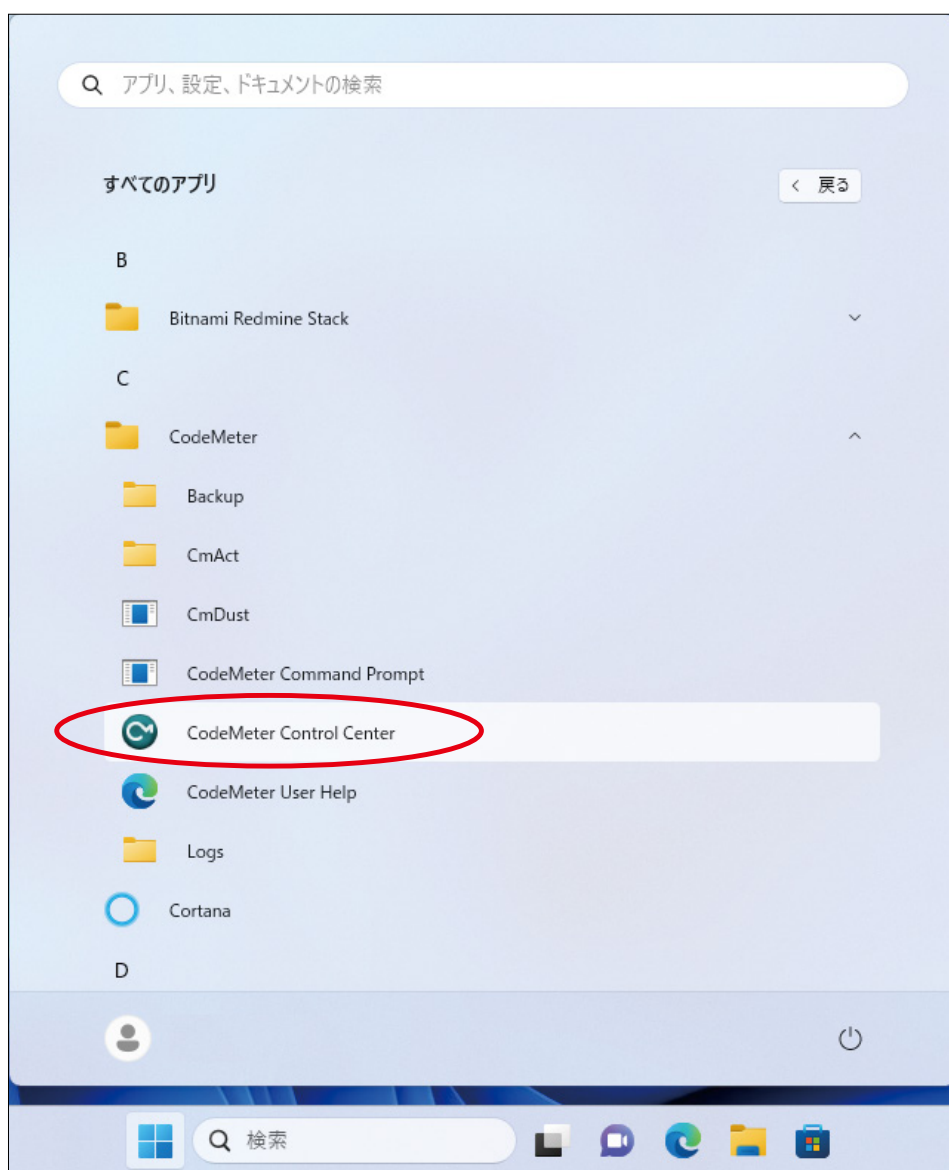 アプリ、設定、ドキュメントの検索
すべてのアプリ
戻る
B
Bitnami Redmine Stack
C
CodeMeter
Backup
CmAct
CmDust
CodeMeter Command Prompt
CodeMeter Control Center
CodeMeter User Help
Logs
Cortana
D
検索